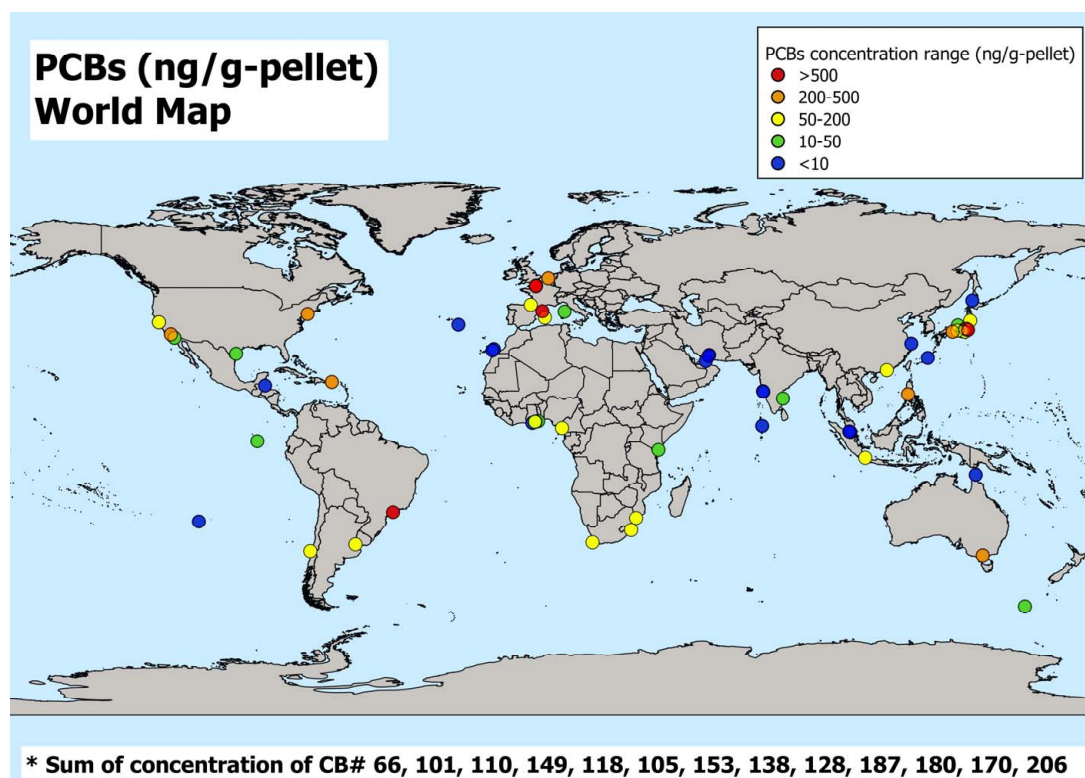 PCBs (ng/g-pellet)
World Map
PCBs concentration range (ng/g-pellet)
>500
200-500
50-200
10-50
<10
* Sum of concentration of CB# 66, 101, 110, 149, 118, 105, 153, 138, 128, 187, 180, 170, 206